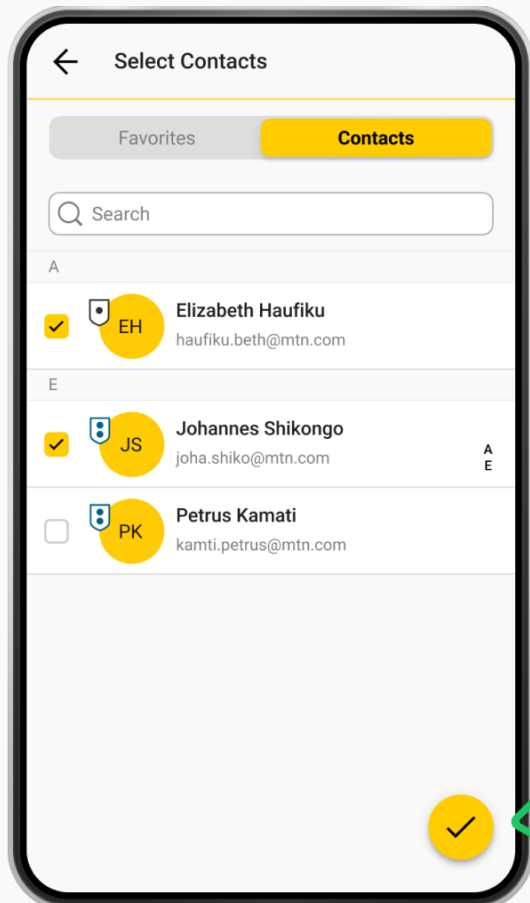 Select Contacts
Favorites Contacts
Search
A
EH Elizabeth Haufiku
haufiku.beth@mtn.com
E
JS Johannes Shikongo
joha.shiko@mtn.com
A
E
PK Petrus Kamati
kamti.petrus@mtn.com